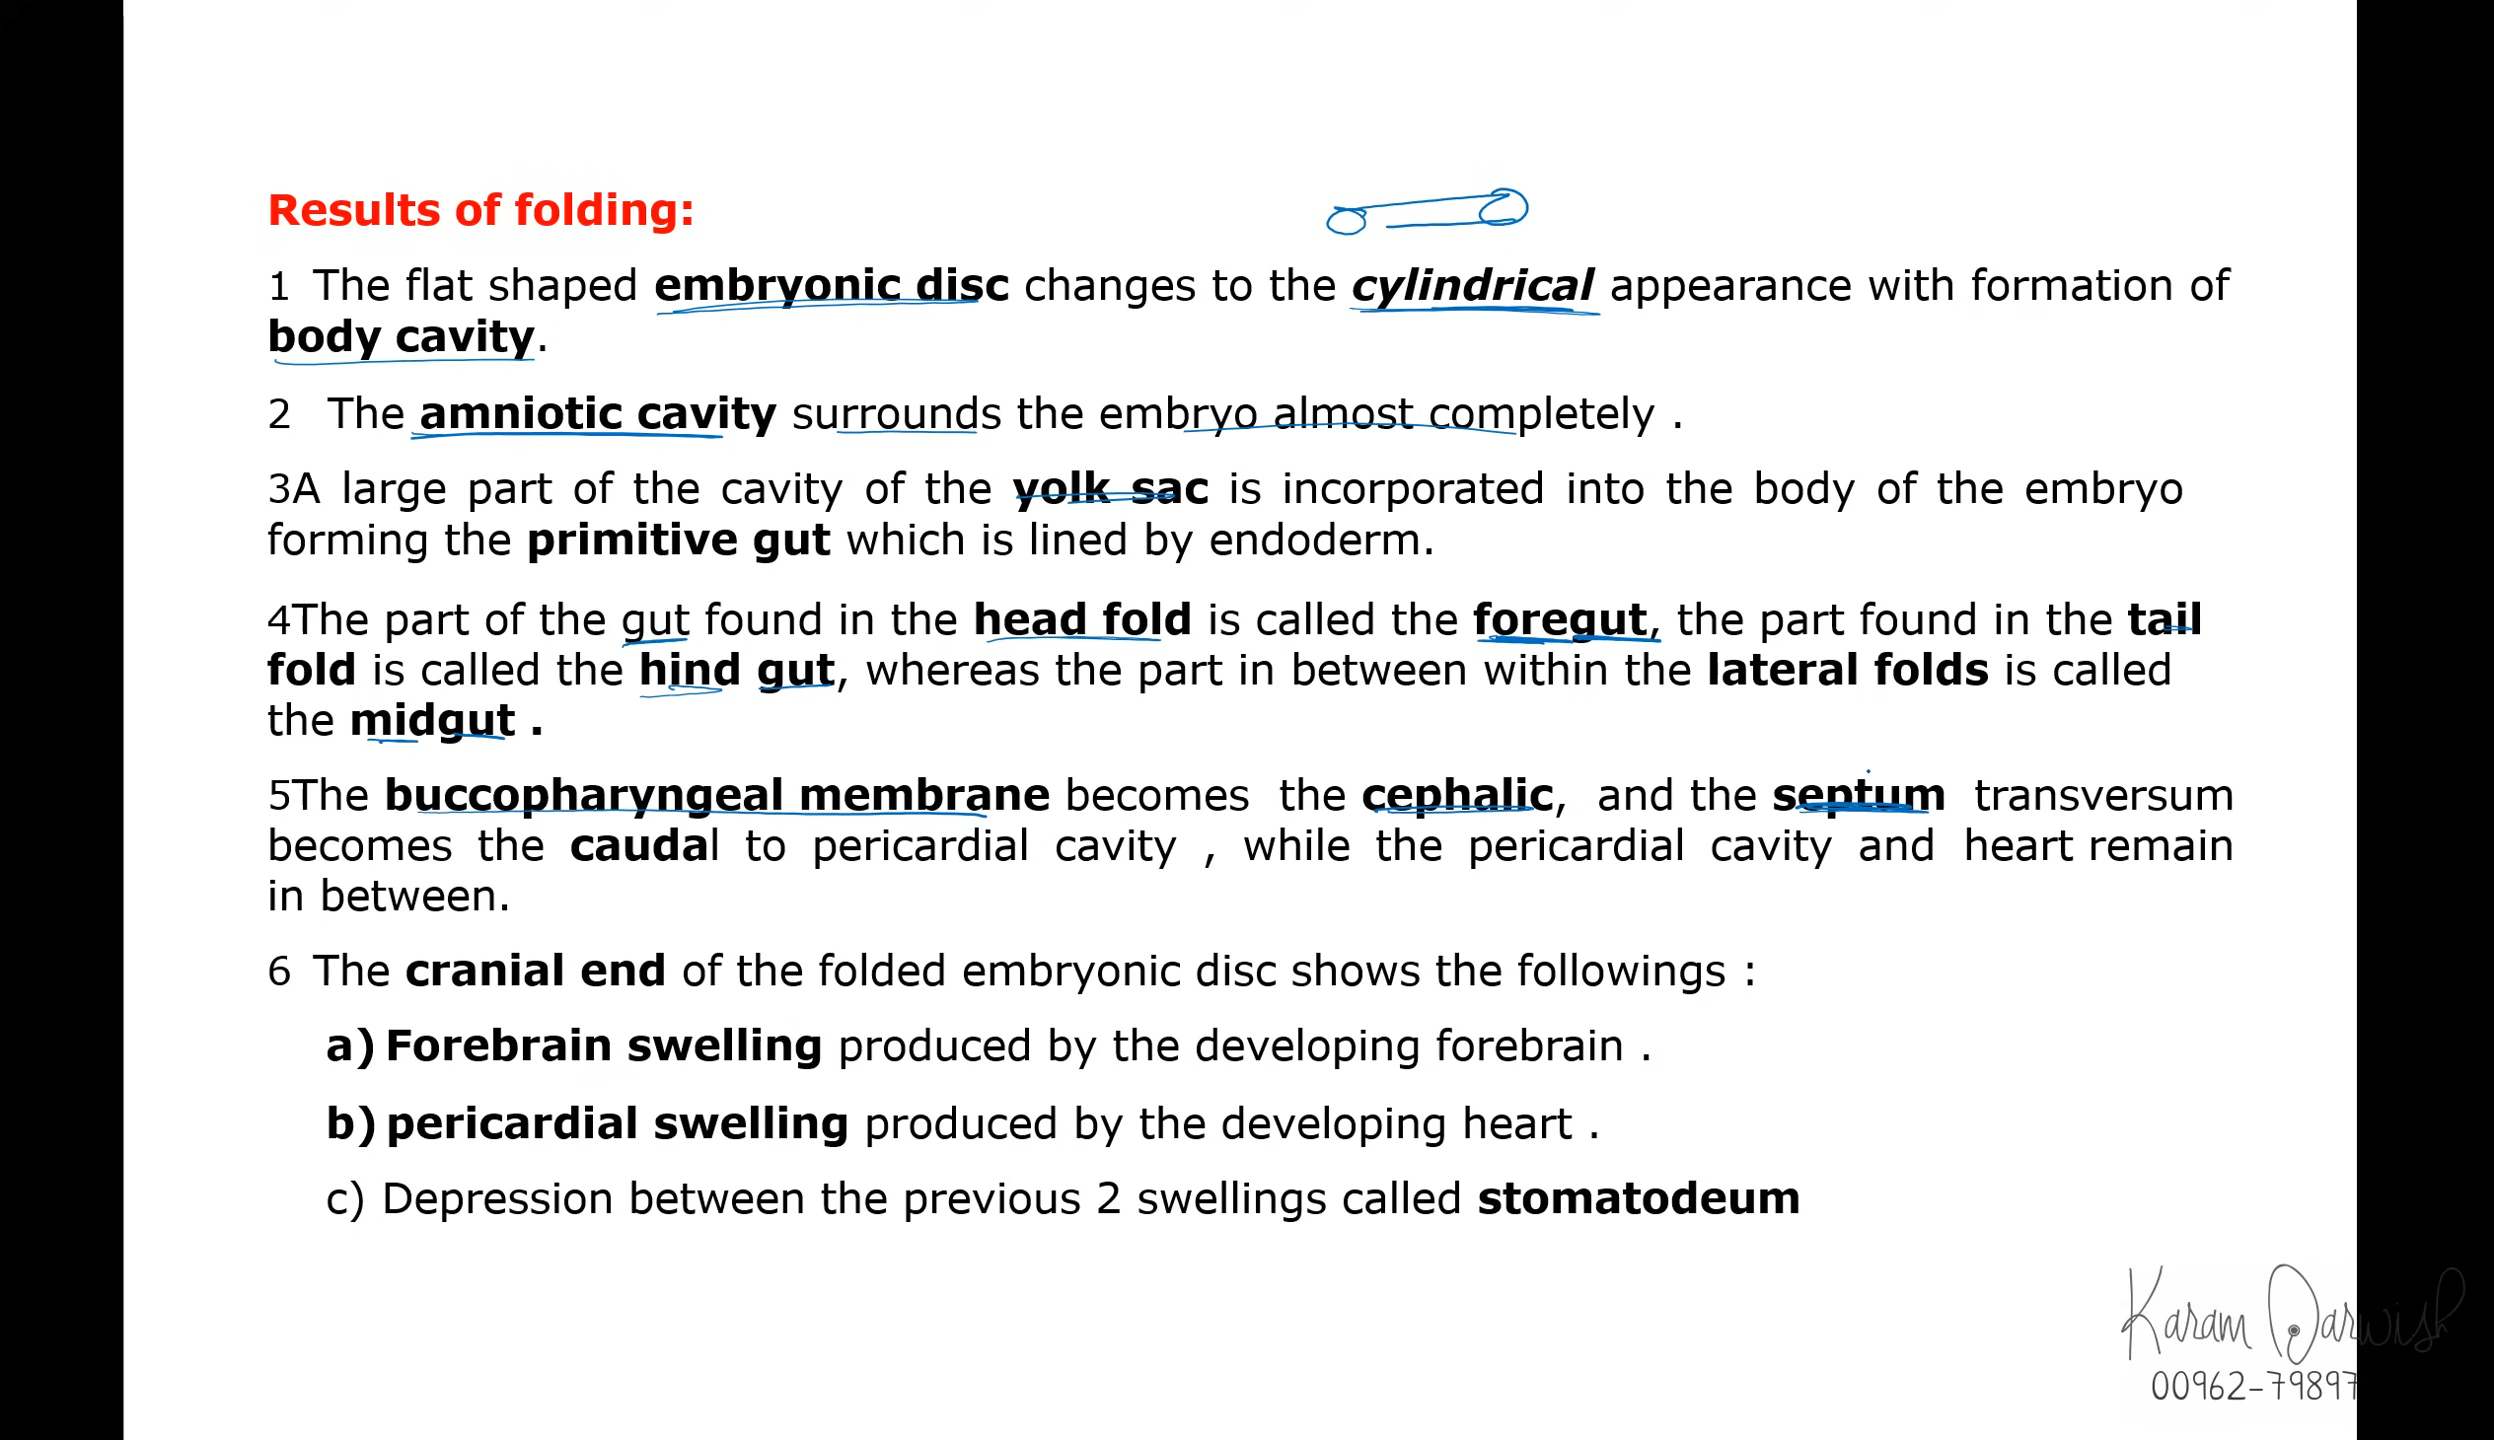 Results of folding:
1 The flat shaped embryonic disc changes to the cylindrical appearance with formation of
body cavity.
2 The amniotic cavity surrounds the embryo almost completely .
3A large part of the cavity of the yolk sac is incorporated into the body of the embryo
forming the primitive gut which is lined by endoderm.
4The part of the gut found in the head fold is called the foregut, the part found in the tail
fold is called the hind gut, whereas the part in between within the lateral folds is called
the midgut .
5The buccopharyngeal membrane becomes the cephalic, and the septum transversum
becomes the caudal to pericardial cavity , while the pericardial cavity and heart remain
in between.
6 The cranial end of the folded embryonic disc shows the followings :
a) Forebrain swelling produced by the developing forebrain .
b) pericardial swelling produced by the developing heart .
c) Depression between the previous 2 swellings called stomatodeum
Karam Darwish
00962-79897